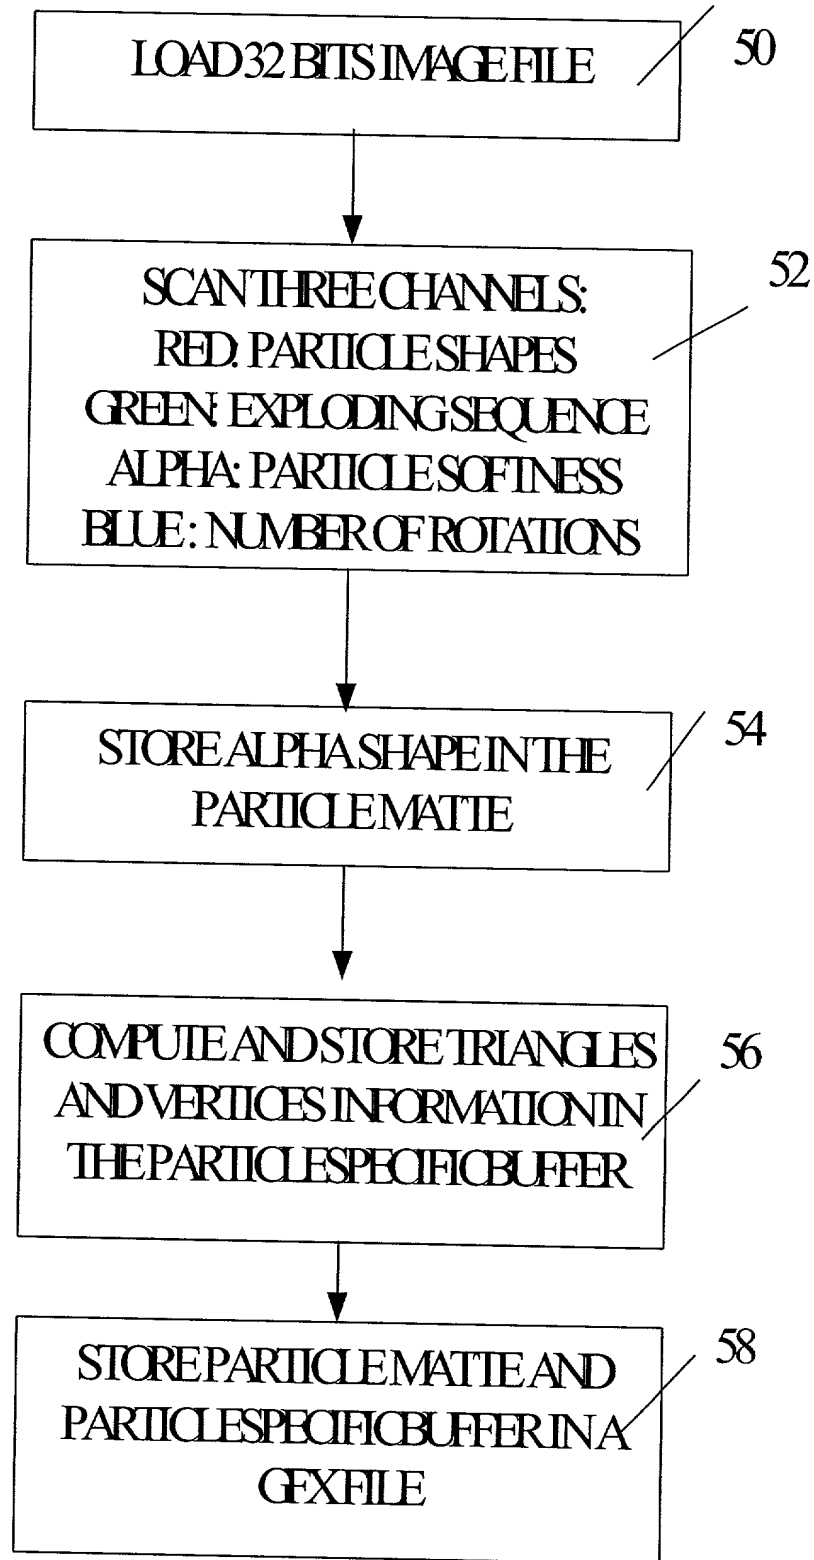 LOAD 32 BITS IMAGE FILE
50
SCAN THREE CHANNELS:
RED: PARTICLE SHAPES
GREEN: EXPLODING SEQUENCE
ALPHA: PARTICLE SOFTNESS
BLUE : NUMBER OF ROTATIONS
52
STORE ALPHA SHAPE IN THE
PARTICLE MATTE
54
COMPUTE AND STORE TRIANGLES
AND VERTICES INFORMATION IN
THE PARTICLE SPECIFIC BUFFER
56
STORE PARTICLE MATTE AND
PARTICLE SPECIFIC BUFFER IN A
GFX FILE
58